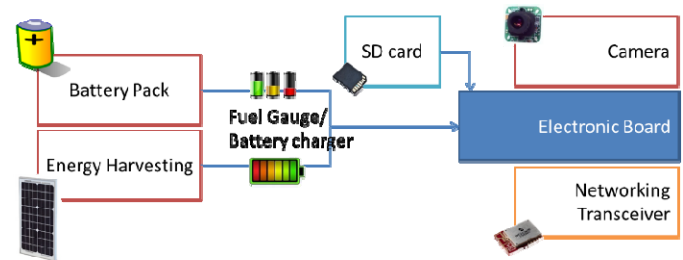 SD card
Camera
Battery Pack
Fuel Gauge/
Battery charger
Electronic Board
Energy Harvesting
Networking
Transceiver